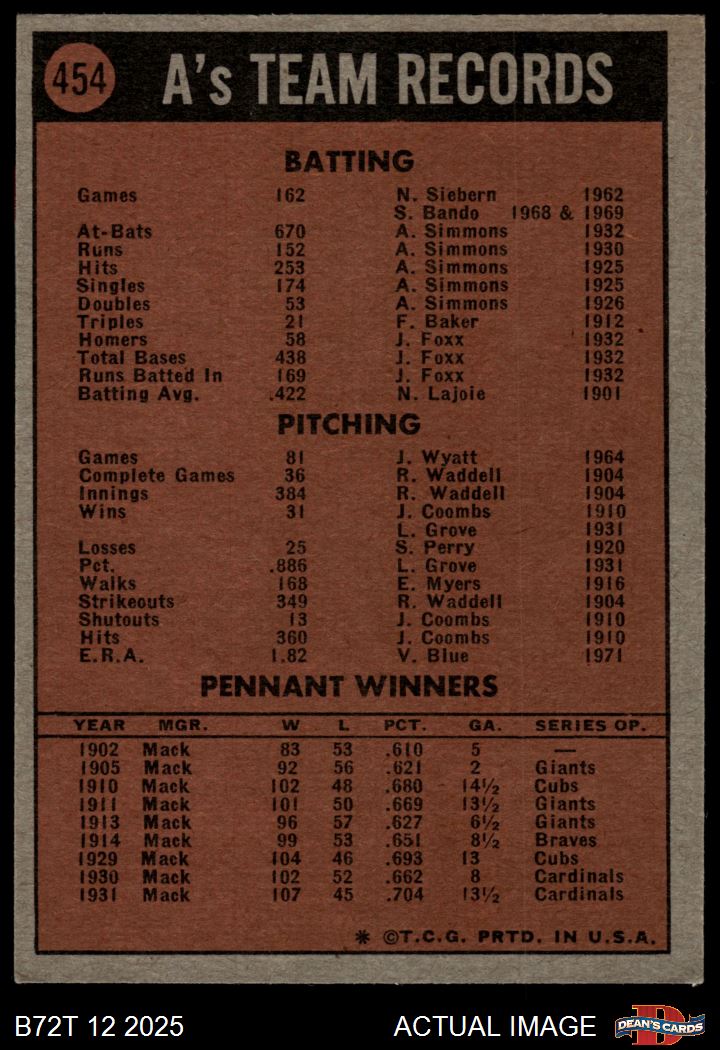 454 A's TEAM RECORDS
BATTING
Games 162 N. Siebern 1962
S. Bando 1968 & 1969
At-Bats 670 A. Simmons 1932
Runs 152 A. Simmons 1930
Hits 253 A. Simmons 1925
Singles 174 A. Simmons 1925
Doubles 53 A. Simmons 1926
Triples 21 F. Baker 1912
Homers 58 J. Foxx 1932
Total Bases 438 J. Foxx 1932
Runs Batted In 169 J. Foxx 1932
Batting Avg. .422 N. Lajoie 1901
PITCHING
Games 81 J. Wyatt 1964
Complete Games 36 R. Waddell 1904
Innings 384 R. Waddell 1904
Wins 31 J. Coombs 1910
L. Grove 1931
Losses 25 S. Perry 1920
Pct. .886 L. Grove 1931
Walks 168 E. Myers 1916
Strikeouts 349 R. Waddell 1904
Shutouts 13 J. Coombs 1910
Hits 360 J. Coombs 1910
E.R.A. 1.82 V. Blue 1971
PENNANT WINNERS
YEAR MGR. W L PCT. GA. SERIES OP.
1902 Mack 83 53 .610 5 —
1905 Mack 92 56 .621 2 Giants
1910 Mack 102 48 .680 14½ Cubs
1911 Mack 101 50 .669 13½ Giants
1913 Mack 96 57 .627 6½ Giants
1914 Mack 99 53 .651 8½ Braves
1929 Mack 104 46 .693 13 Cubs
1930 Mack 102 52 .662 8 Cardinals
1931 Mack 107 45 .704 13½ Cardinals
* ©T.C.G. PRTD. IN U.S.A.
B72T 12 2025 ACTUAL IMAGE D DEAN'S CARDS